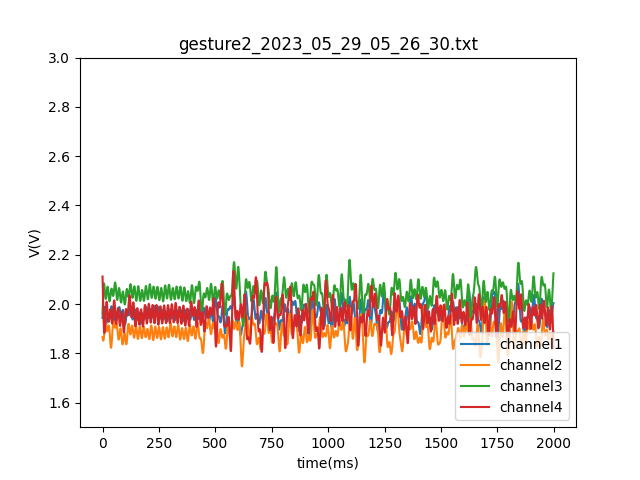 gesture2_2023_05_29_05_26_30.txt
3.0
2.8
2.6
2.4
2.2
2.0
1.8
1.6
V(V)
channel1
channel2
channel3
channel4
0 250 500 750 1000 1250 1500 1750 2000
time(ms)